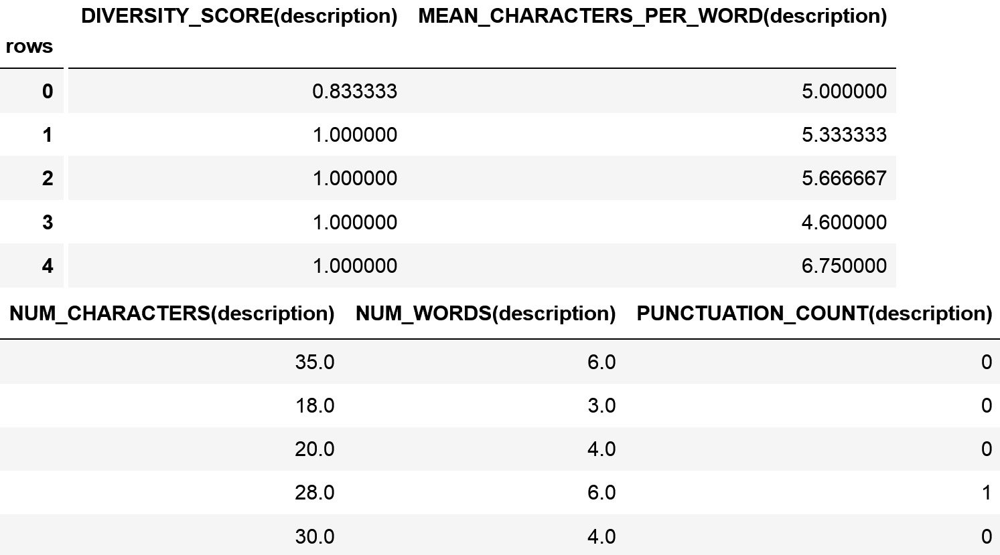 DIVERSITY_SCORE(description) MEAN_CHARACTERS_PER_WORD(description)
rows
0 0.833333 5.000000
1 1.000000 5.333333
2 1.000000 5.666667
3 1.000000 4.600000
4 1.000000 6.750000
NUM_CHARACTERS(description) NUM_WORDS(description) PUNCTUATION_COUNT(description)
35.0 6.0 0
18.0 3.0 0
20.0 4.0 0
28.0 6.0 1
30.0 4.0 0